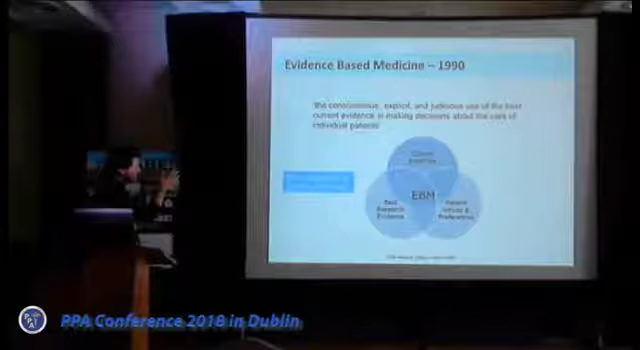 Evidence Based Medicine – 1990
The conscientious, explicit, and judicious use of the best
current evidence in making decisions about the care of
individual patients
Clinical
Expertise
EBM
Best
Research
Evidence
Patient
Values &
Preferences
PPA Conference 2018 in Dublin